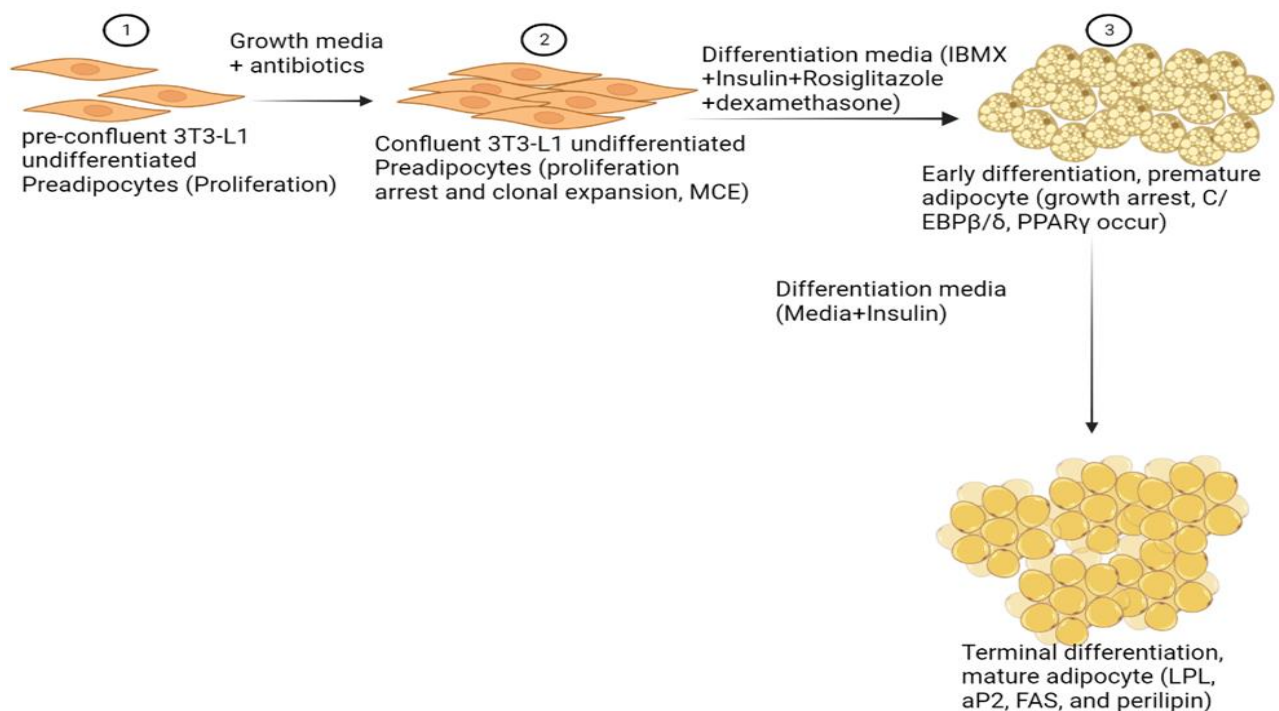 1
Growth media
+ antibiotics
pre-confluent 3T3-L1
undifferentiated
Preadipocytes (Proliferation)
2
Confluent 3T3-L1 undifferentiated
Preadipocytes (proliferation
arrest and clonal expansion, MCE)
Differentiation media (IBMX
+Insulin+Rosiglitazole
+dexamethasone)
3
Early differentiation, premature
adipocyte (growth arrest, C/
EBPβ/δ, PPARγ occur)
Differentiation media
(Media+Insulin)
Terminal differentiation,
mature adipocyte (LPL,
aP2, FAS, and perilipin)